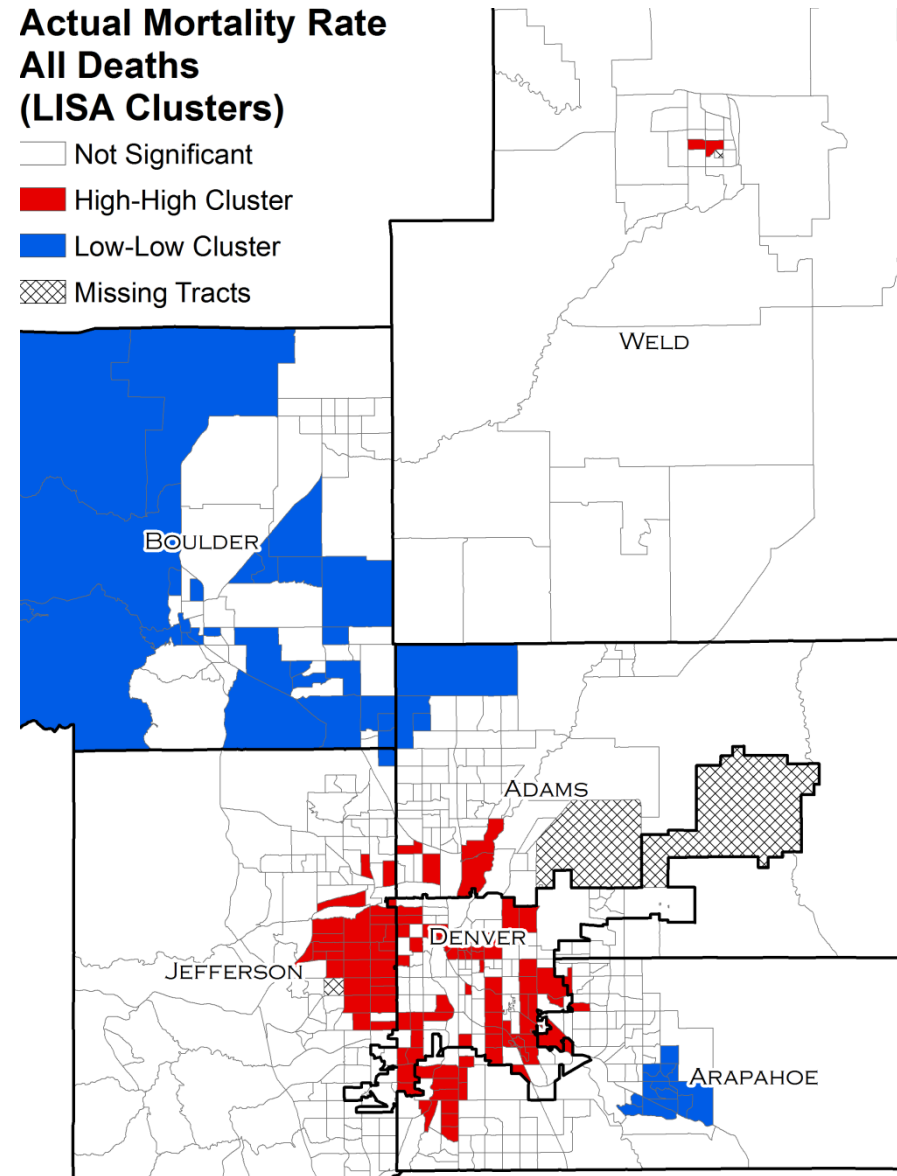 Actual Mortality Rate
All Deaths
(LISA Clusters)
Not Significant
High-High Cluster
Low-Low Cluster
Missing Tracts
WELD
BOULDER
ADAMS
DENVER
JEFFERSON
ARAPAHOE